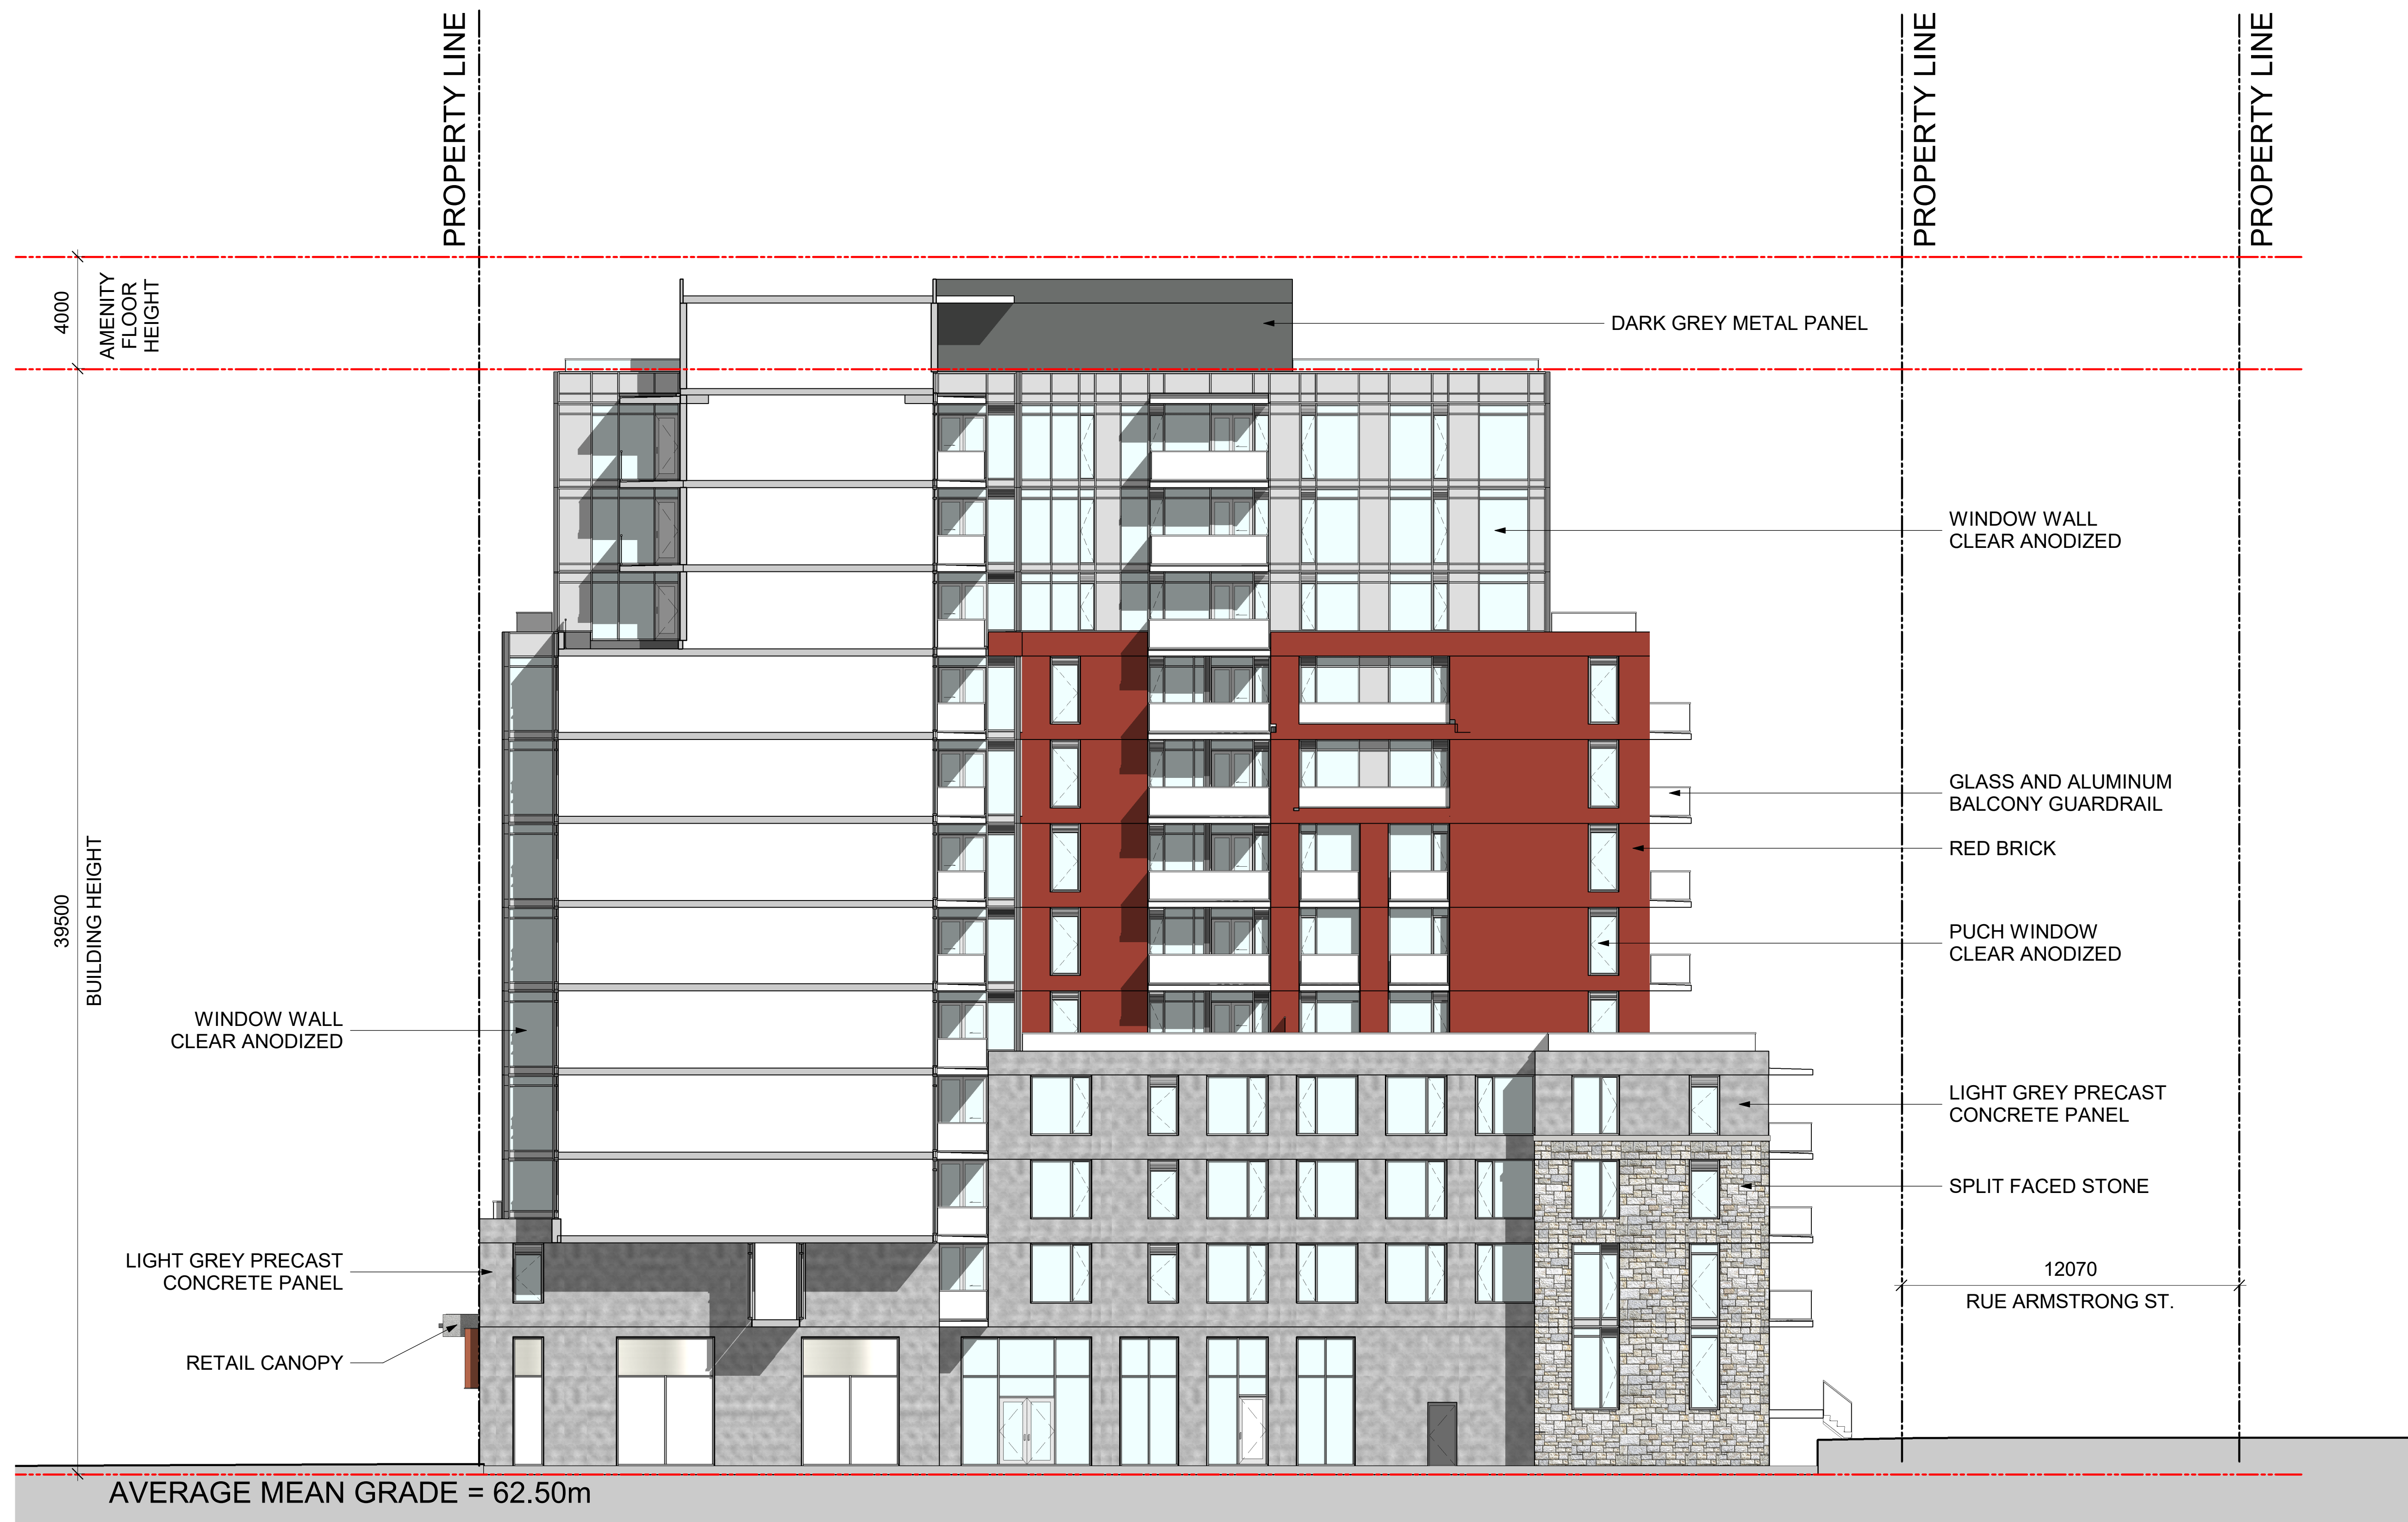 PROPERTY LINE
PROPERTY LINE
PROPERTY LINE
4000
AMENITY
FLOOR
HEIGHT
DARK GREY METAL PANEL
WINDOW WALL
CLEAR ANODIZED
GLASS AND ALUMINUM
BALCONY GUARDRAIL
RED BRICK
39500
BUILDING HEIGHT
PUCH WINDOW
CLEAR ANODIZED
WINDOW WALL
CLEAR ANODIZED
LIGHT GREY PRECAST
CONCRETE PANEL
SPLIT FACED STONE
LIGHT GREY PRECAST
CONCRETE PANEL
12070
RUE ARMSTRONG ST.
RETAIL CANOPY
AVERAGE MEAN GRADE = 62.50m